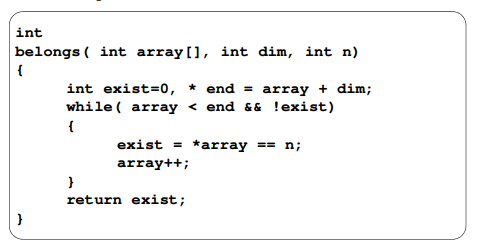 int
belongs( int array[], int dim, int n)
{
int exist=0, * end = array + dim;
while( array < end && !exist)
{
exist = *array == n;
array++;
}
return exist;
}